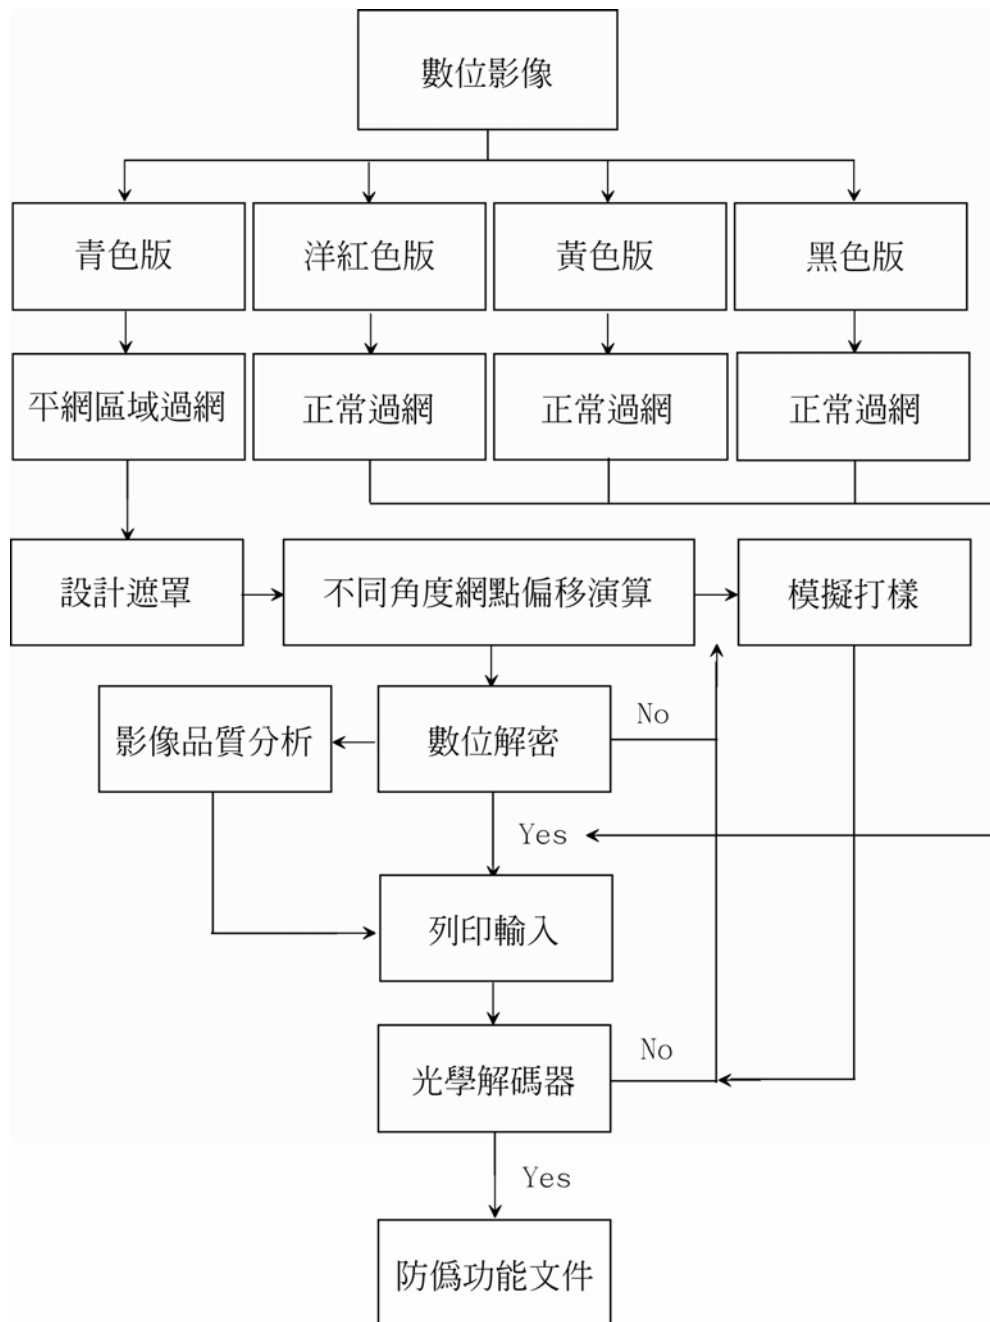 數位影像
青色版
洋紅色版
黃色版
黑色版
平網區域過網
正常過網
正常過網
正常過網
設計遮罩
不同角度網點偏移演算
模擬打樣
影像品質分析
數位解密
No
Yes
列印輸入
光學解碼器
No
Yes
防偽功能文件